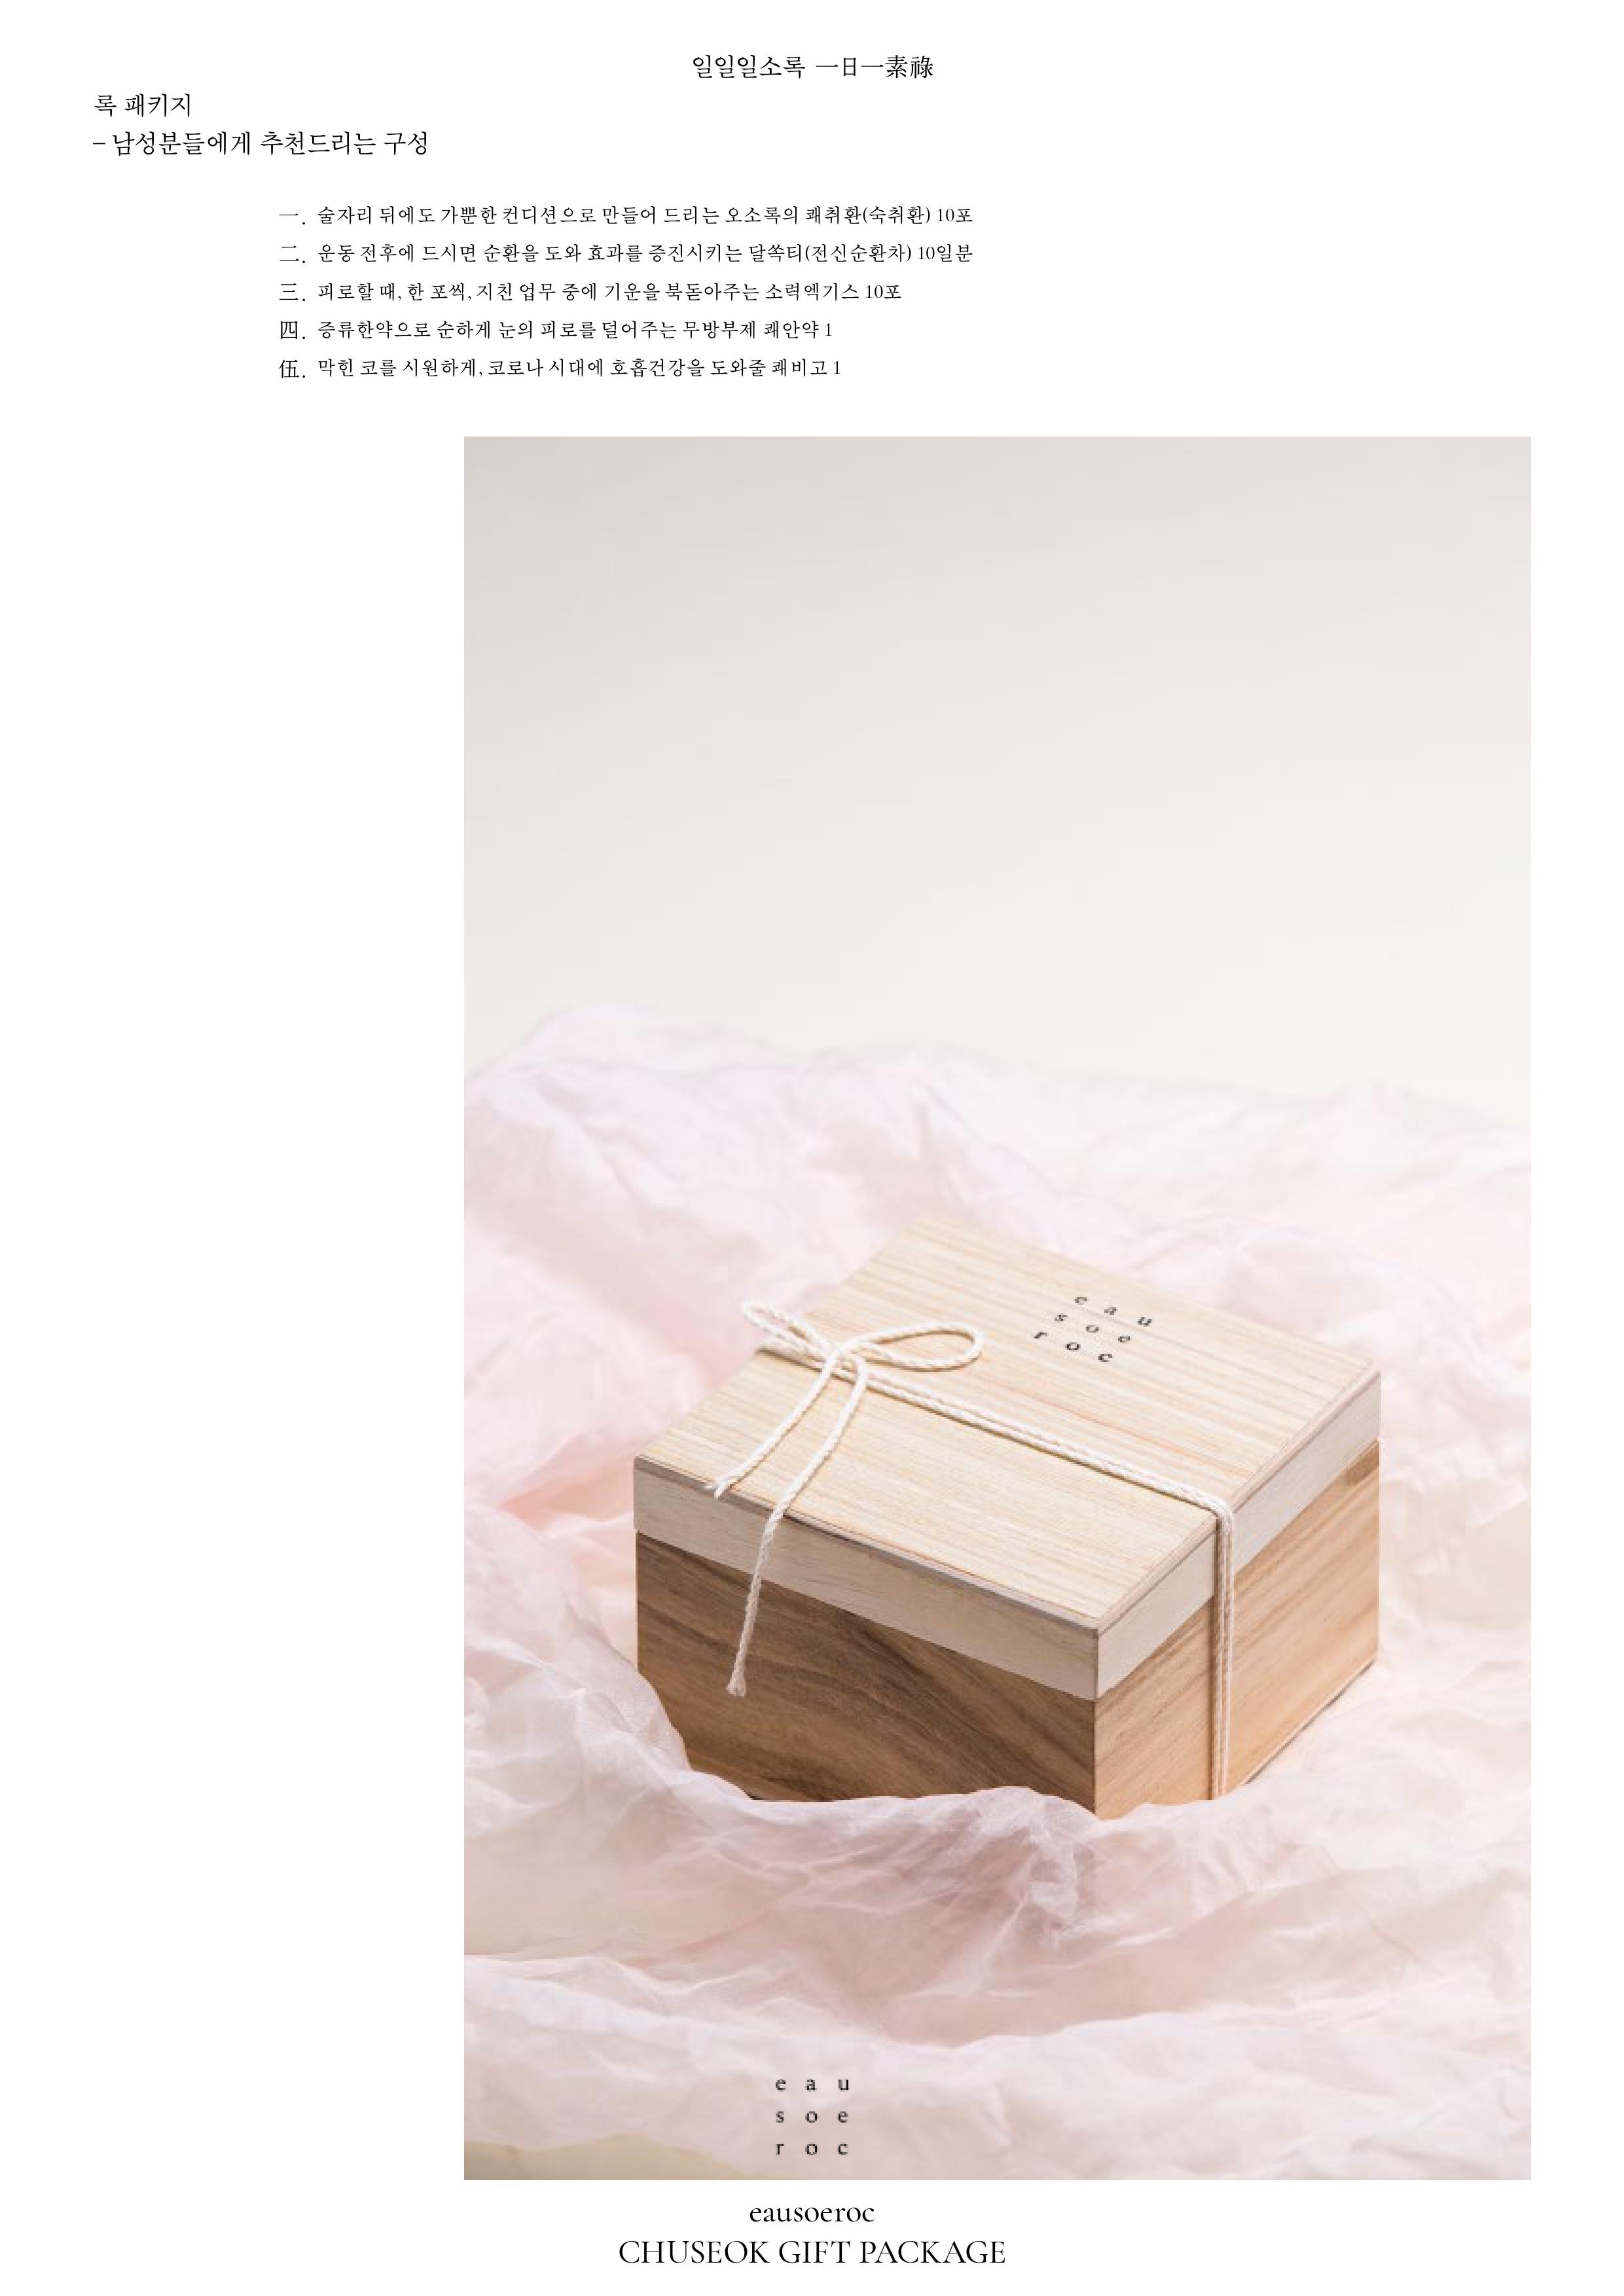 일일일소록 一日一素祿
록 패키지
– 남성분들에게 추천드리는 구성
一. 술자리 뒤에도 가뿐한 컨디션으로 만들어 드리는 오소록의 쾌취환(숙취환) 10포
二. 운동 전후에 드시면 순환을 도와 효과를 증진시키는 달쏙티(전신순환차) 10일분
三. 피로할 때, 한 포씩, 지친 업무 중에 기운을 북돋아주는 소력엑기스 10포
四. 증류한약으로 순하게 눈의 피로를 덜어주는 무방부제 쾌안약 1
伍. 막힌 코를 시원하게, 코로나 시대에 호흡건강을 도와줄 쾌비고 1
e a u
s o e
r o c
e a u
s o e
r o c
eausoeroc
CHUSEOK GIFT PACKAGE